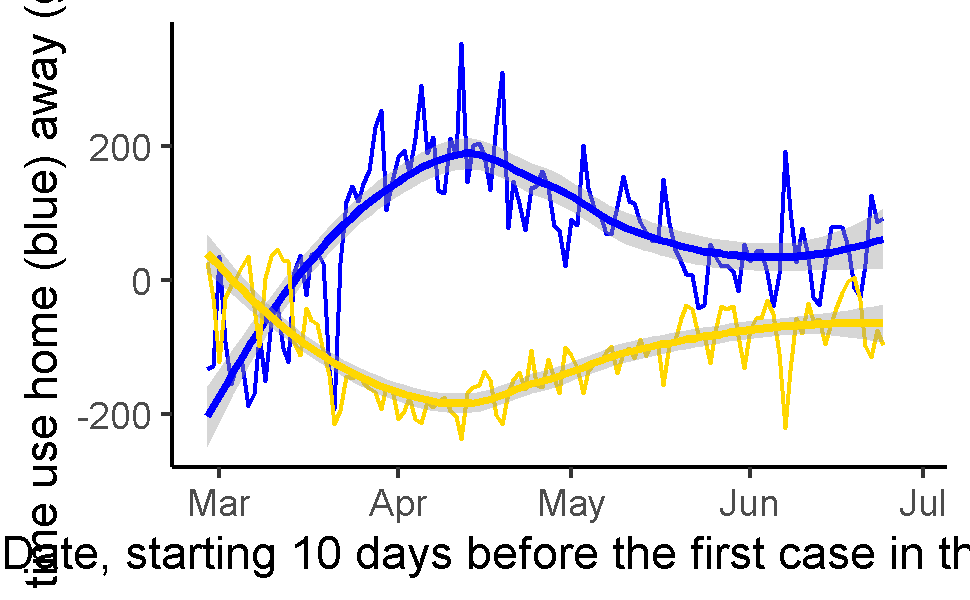 time use home (blue) away (
200
0
-200
Mar Apr May Jun Jul
Date, starting 10 days before the first case in th